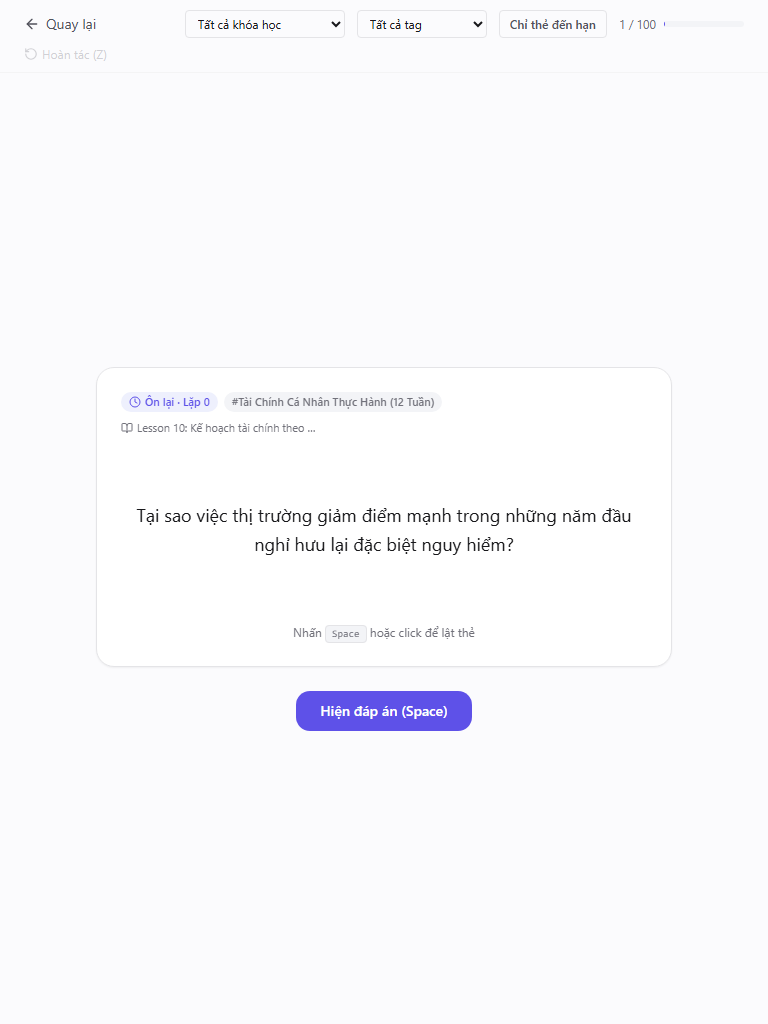 Quay lại
Tất cả khóa học
Tất cả tag
Chỉ thẻ đến hạn
1 / 100
Hoàn tác (Z)
Ôn lại · Lặp 0
#Tài Chính Cá Nhân Thực Hành (12 Tuần)
Lesson 10: Kế hoạch tài chính theo ...
Tại sao việc thị trường giảm điểm mạnh trong những năm đầu
nghỉ hưu lại đặc biệt nguy hiểm?
Nhấn Space hoặc click để lật thẻ
Hiện đáp án (Space)